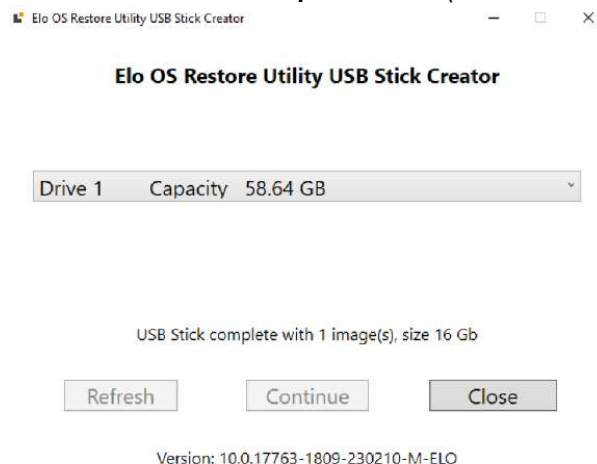 Elo OS Restore Utility USB Stick Creator
Elo OS Restore Utility USB Stick Creator
Drive 1 Capacity 58.64 GB
USB Stick complete with 1 image(s), size 16 Gb
Refresh Continue Close
Version: 10.0.17763-1809-230210-M-ELO